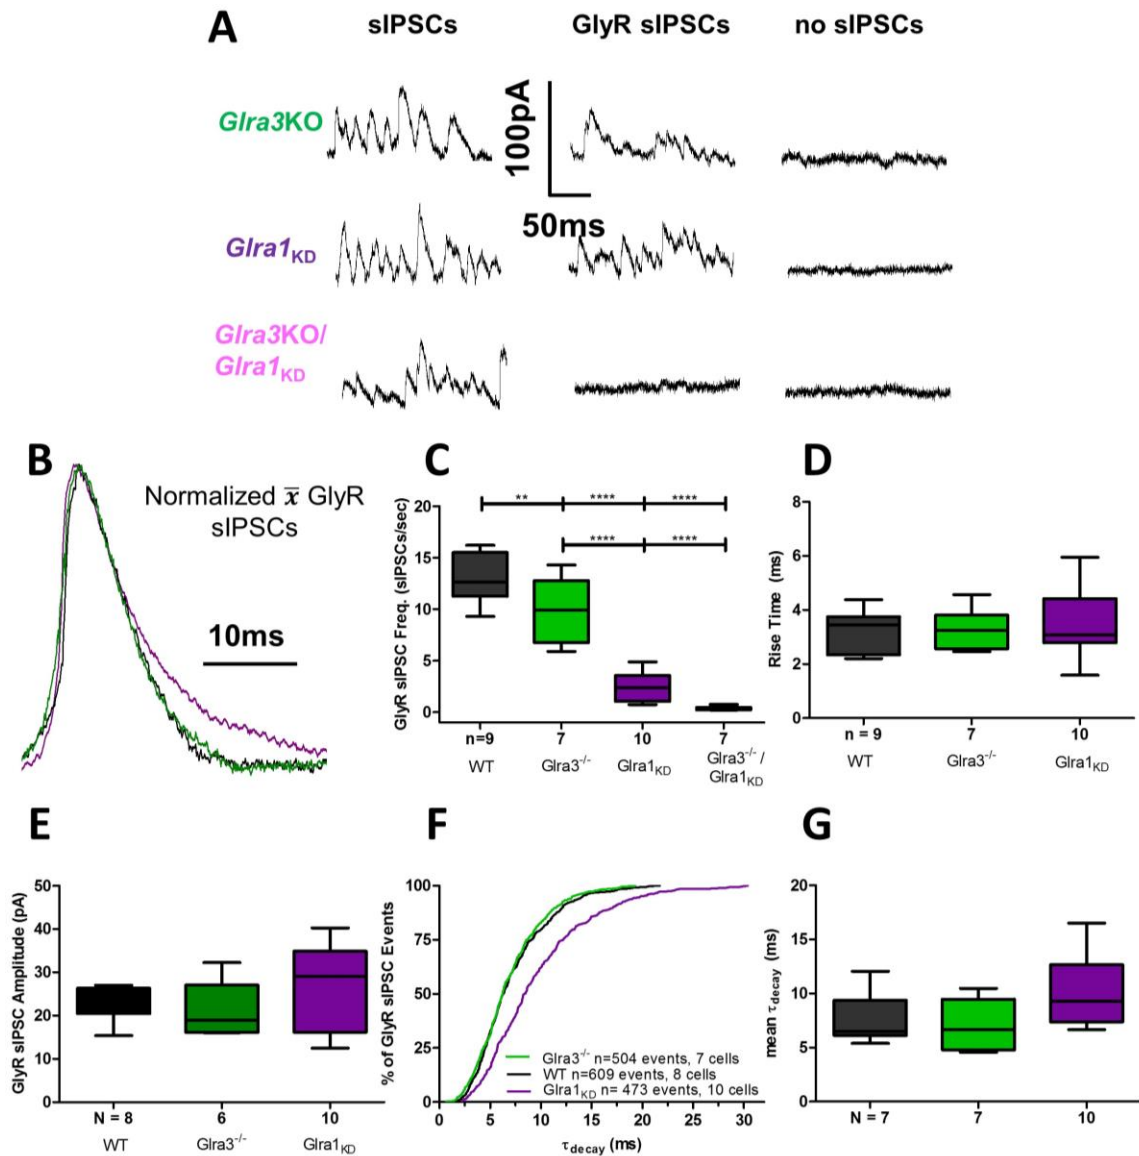 A
sIPSCs GlyR sIPSCs no sIPSCs
Glra3KO
100pA
50ms
Glra1KD
Glra3KO/
Glra1KD
B
Normalized x̄ GlyR
sIPSCs
10ms
C
GlyR sIPSC Freq. (sIPSCs/sec)
20
15
10
5
0
** **** ****
**** ****
n=9 7 10 7
WT Glra3-/- Glra1KD Glra3-/- /
Glra1KD
D
Rise Time (ms)
8
6
4
2
0
n = 9 7 10
WT Glra3-/- Glra1KD
E
GlyR sIPSC Amplitude (pA)
50
40
30
20
10
0
N = 8 6 10
WT Glra3-/- Glra1KD
F
% of GlyR sIPSC Events
100
75
50
25
0
Glra3-/- n=504 events, 7 cells
WT n=609 events, 8 cells
Glra1KD n= 473 events, 10 cells
0 5 10 15 20 25 30
τdecay (ms)
G
mean τdecay (ms)
20
15
10
5
0
N = 7 7 10
WT Glra3-/- Glra1KD